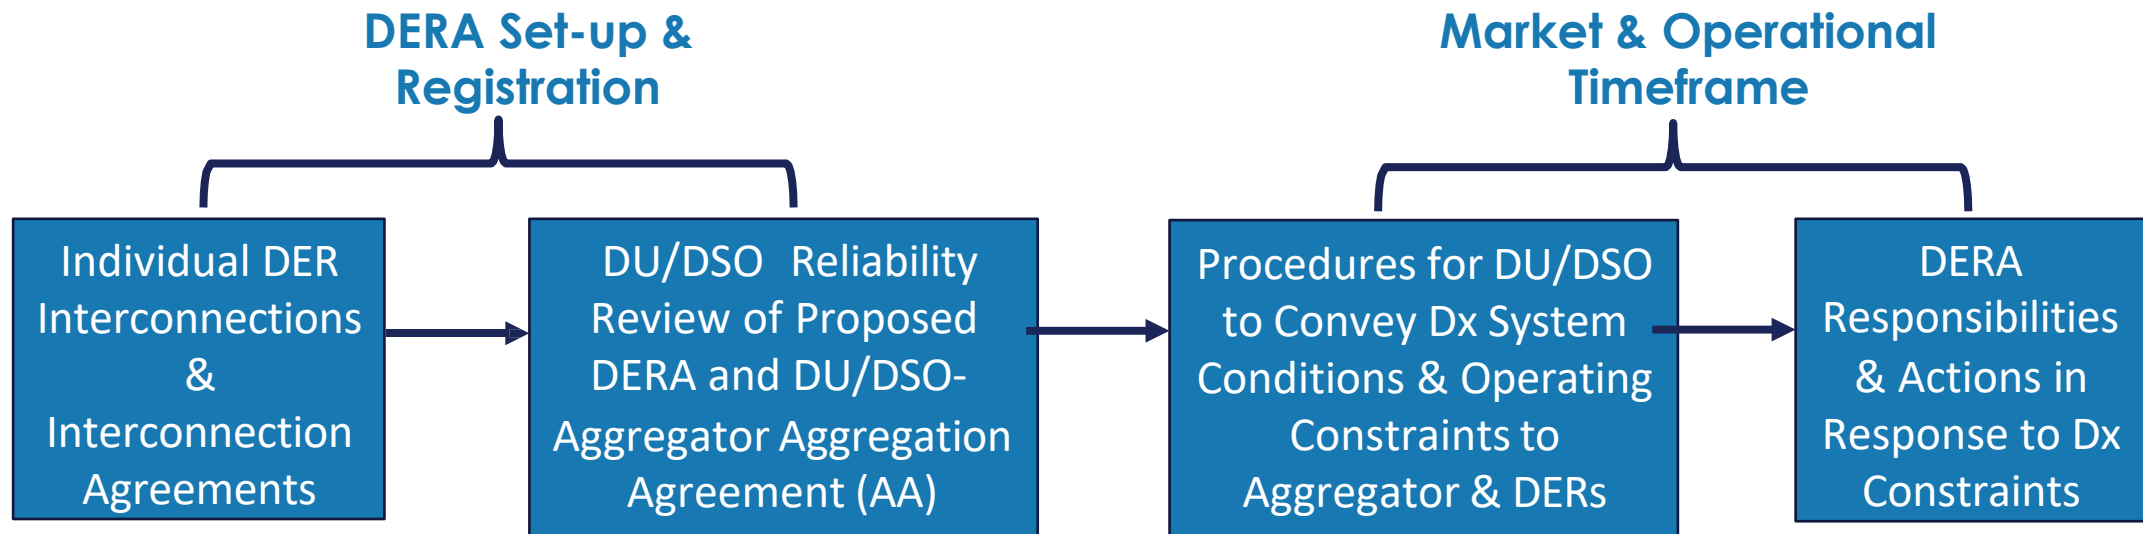 DERA Set-up &
Registration
Market & Operational
Timeframe
Individual DER
Interconnections
&
Interconnection
Agreements
DU/DSO Reliability
Review of Proposed
DERA and DU/DSO-
Aggregator Aggregation
Agreement (AA)
Procedures for DU/DSO
to Convey Dx System
Conditions & Operating
Constraints to
Aggregator & DERs
DERA
Responsibilities
& Actions in
Response to Dx
Constraints